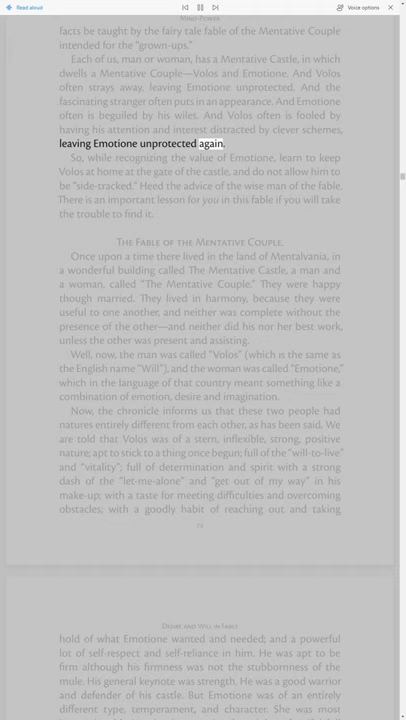 Read aloud
Voice options
MIND-POWER
facts be taught by the fairy tale fable of the Mentative Couple
intended for the "grown-ups."
Each of us, man or woman, has a Mentative Castle, in which
dwells a Mentative Couple—Volos and Emotione. And Volos
often strays away, leaving Emotione unprotected. And the
fascinating stranger often puts in an appearance. And Emotione
often is beguiled by his wiles. And Volos often is fooled by
having his attention and interest distracted by clever schemes,
leaving Emotione unprotected again.
So, while recognizing the value of Emotione, learn to keep
Volos at home at the gate of the castle, and do not allow him to
be "side-tracked." Heed the advice of the wise man of the fable.
There is an important lesson for you in this fable if you will take
the trouble to find it.
THE FABLE OF THE MENTATIVE COUPLE.
Once upon a time there lived in the land of Mentalvania, in
a wonderful building called The Mentative Castle, a man and
a woman, called "The Mentative Couple." They were happy
though married. They lived in harmony, because they were
useful to one another, and neither was complete without the
presence of the other—and neither did his nor her best work,
unless the other was present and assisting.
Well, now, the man was called "Volos" (which is the same as
the English name "Will"), and the woman was called "Emotione,"
which in the language of that country meant something like a
combination of emotion, desire and imagination.
Now, the chronicle informs us that these two people had
natures entirely different from each other, as has been said. We
are told that Volos was of a stern, inflexible, strong, positive
nature; apt to stick to a thing once begun; full of the "will-to-live"
and "vitality"; full of determination and spirit with a strong
dash of the "let-me-alone" and "get out of my way" in his
make-up; with a taste for meeting difficulties and overcoming
obstacles; with a goodly habit of reaching out and taking
DESIRE AND WILL IN FABLE
hold of what Emotione wanted and needed; and a powerful
lot of self-respect and self-reliance in him. He was apt to be
firm although his firmness was not the stubbornness of the
mule. His general keynote was strength. He was a good warrior
and defender of his castle. But Emotione was of an entirely
different type, temperament, and character. She was most